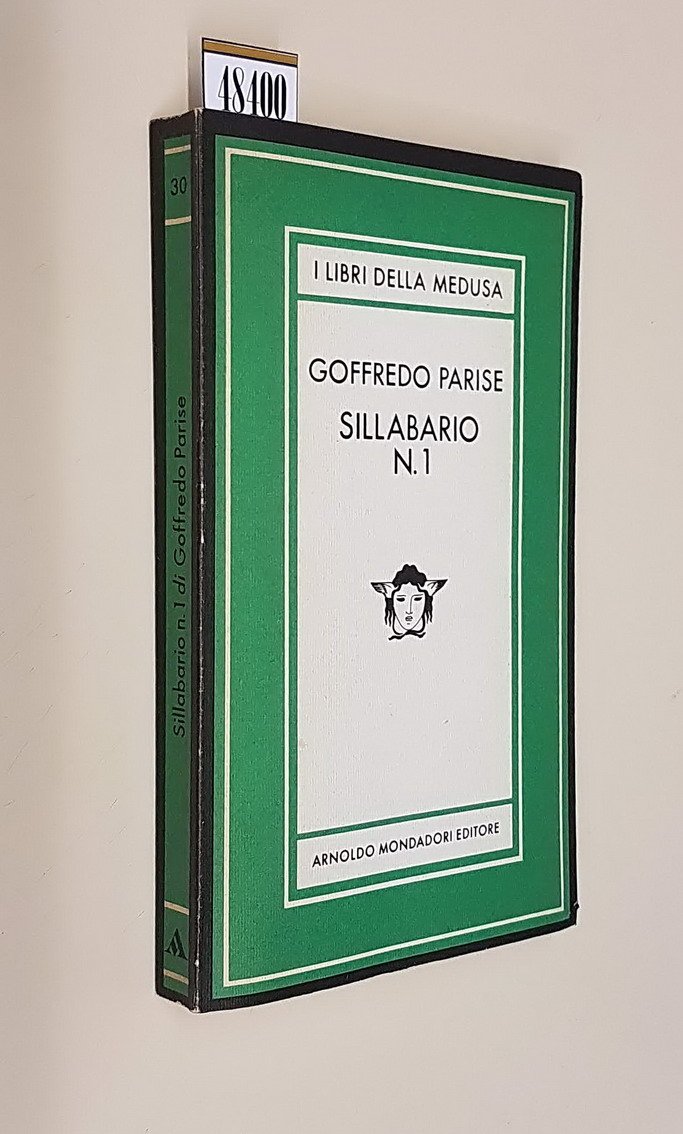 48400
30
Sillabario n.1 di Goffredo Parise
I LIBRI DELLA MEDUSA
GOFFREDO PARISE
SILLABARIO
N.1
ARNOLDO MONDADORI EDITORE